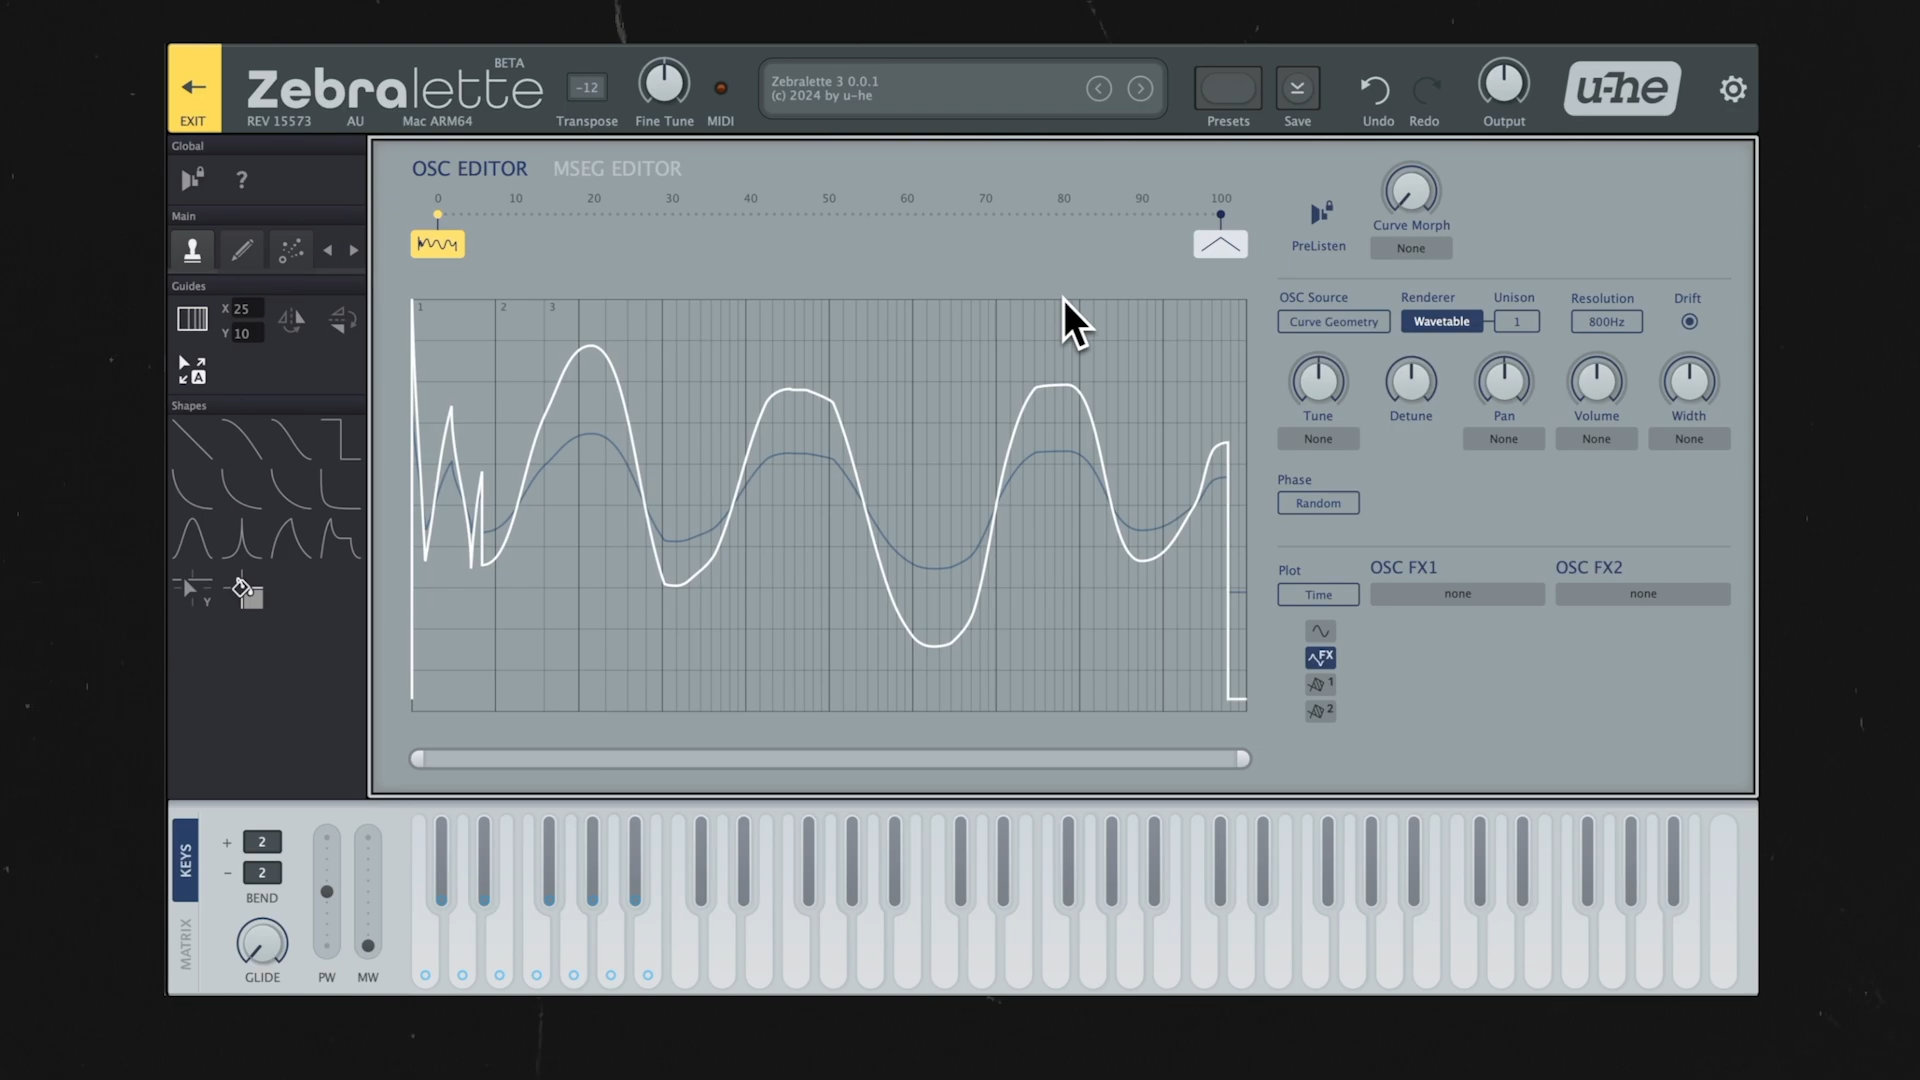 BETA
← EXIT
Zebralette
REV 15573 AU Mac ARM64
-12
Transpose
Fine Tune
MIDI
Zebralette 3 0.0.1
(c) 2024 by u-he
Presets
Save
Undo
Redo
Output
u-he
Global
?
Main
Guides
X 25
Y 10
A
Shapes
Y
OSC EDITOR
MSEG EDITOR
0 10 20 30 40 50 60 70 80 90 100
1 2 3
PreListen
Curve Morph
None
OSC Source
Curve Geometry
Renderer
Wavetable
Unison
1
Resolution
800Hz
Drift
Tune
None
Detune
Pan
None
Volume
None
Width
None
Phase
Random
Plot
Time
OSC FX1
none
OSC FX2
none
FX
1
2
KEYS
MATRIX
+ 2
- 2
BEND
GLIDE
PW
MW